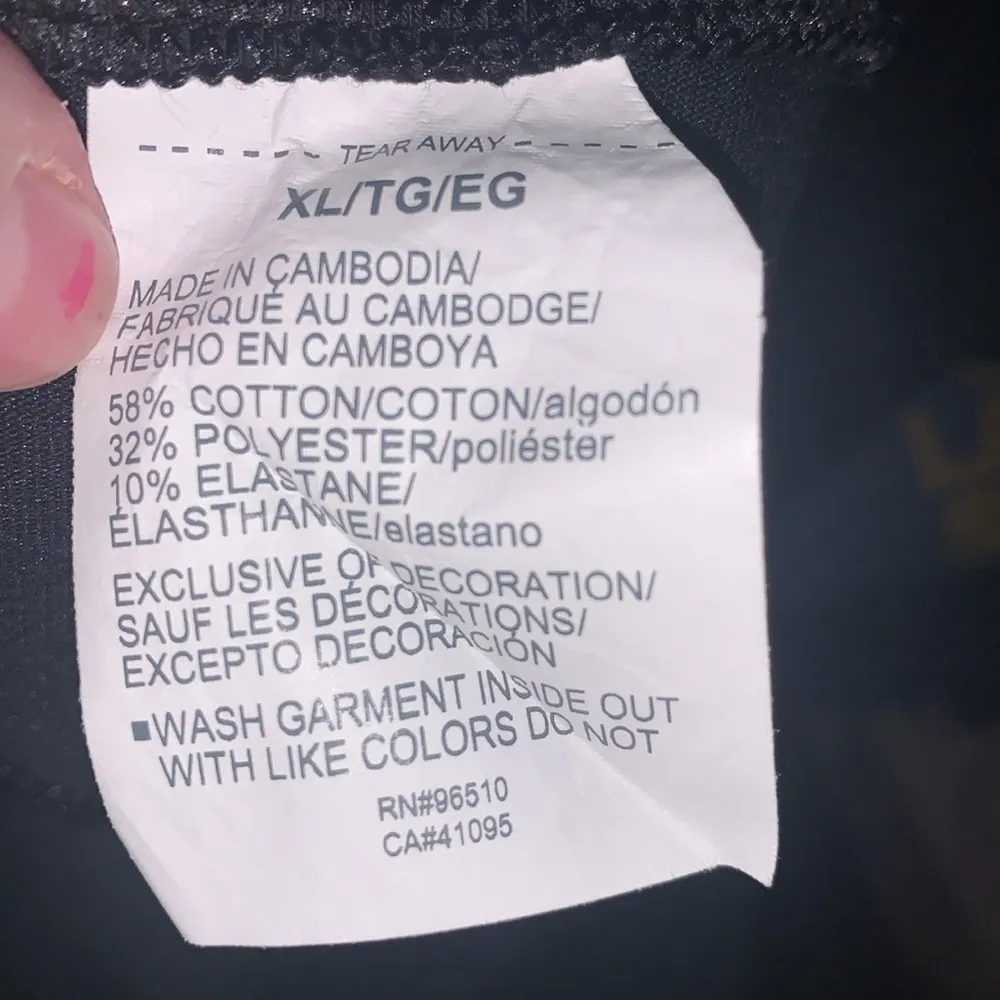 TEAR AWAY
XL/TG/EG
MADE IN CAMBODIA/
FABRIQUÉ AU CAMBODGE/
HECHO EN CAMBOYA
58% COTTON/COTON/algodón
32% POLYESTER/poliéster
10% ELASTANE/
ÉLASTHANNE/elastano
EXCLUSIVE OF DECORATION/
SAUF LES DÉCORATIONS/
EXCEPTO DECORACIÓN
▪WASH GARMENT INSIDE OUT
WITH LIKE COLORS DO NOT
RN#96510
CA#41095